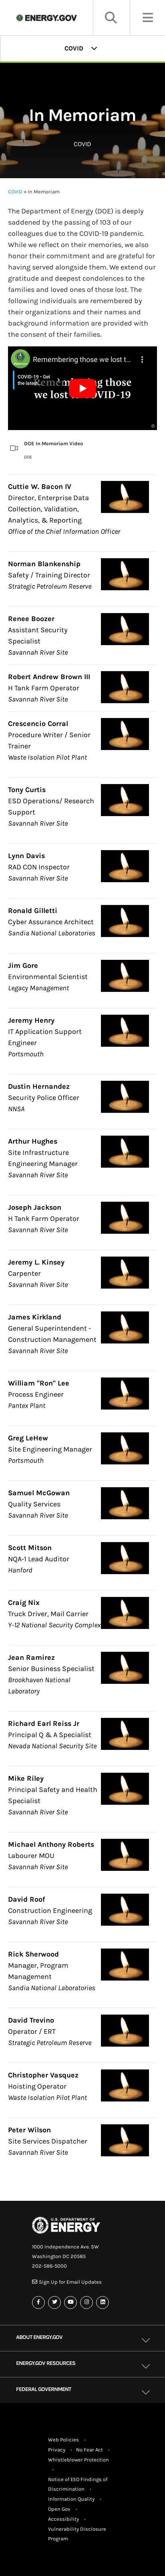 ENERGY.GOV
COVID
In Memoriam
COVID
COVID » In Memoriam
The Department of Energy (DOE) is deeply
saddened by the passing of 103 of our
colleagues due to the COVID-19 pandemic.
While we reflect on their memories, we also
honor their commitment and dedication to the
DOE mission and are grateful to have worked
and served alongside them. We extend our
deepest condolences to their families and to
all of those they leave in mourning. The
following individuals are remembered for
their contributions, and their names and
background information are provided with
the consent of their families.
Remembering those we lost t...
COVID-19 • Get
the latest
Remembering those
we lost to COVID-19
DOE In Memoriam Video
DOE
Cuttie W. Bacon IV
Director, Enterprise Data
Collection, Validation,
Analytics, & Reporting
Office of the Chief Information Officer
Norman Blankenship
Safety / Training Director
Strategic Petroleum Reserve
Renee Boozer
Assistant Security
Specialist
Savannah River Site
Robert Andrew Brown III
H Tank Farm Operator
Savannah River Site
Crescencio Corral
Procedure Writer / Senior
Trainer
Waste Isolation Pilot Plant
Tony Curtis
ESD Operations/ Research
Support
Savannah River Site
Lynn Davis
RAD CON Inspector
Savannah River Site
Ronald Gilletti
Cyber Assurance Architect
Sandia National Laboratories
Jim Gore
Environmental Scientist
Legacy Management
Jeremy Henry
IT Application Support
Engineer
Portsmouth
Dustin Hernandez
Security Police Officer
NNSA
Arthur Hughes
Site Infrastructure
Engineering Manager
Savannah River Site
Joseph Jackson
H Tank Farm Operator
Savannah River Site
Jeremy L. Kinsey
Carpenter
Savannah River Site
James Kirkland
General Superintendent -
Construction Management
Savannah River Site
William "Ron" Lee
Process Engineer
Pantex Plant
Greg LeHew
Site Engineering Manager
Portsmouth
Samuel McGowan
Quality Services
Savannah River Site
Scott Mitson
NQA-1 Lead Auditor
Hanford
Craig Nix
Truck Driver, Mail Carrier
Y-12 National Security Complex
Jean Ramirez
Senior Business Specialist
Brookhaven National
Laboratory
Richard Earl Reiss Jr
Principal Q & A Specialist
Nevada National Security Site
Mike Riley
Principal Safety and Health
Specialist
Savannah River Site
Michael Anthony Roberts
Labourer MOU
Savannah River Site
David Roof
Construction Engineering
Savannah River Site
Rick Sherwood
Manager, Program
Management
Sandia National Laboratories
David Trevino
Operator / ERT
Strategic Petroleum Reserve
Christopher Vasquez
Hoisting Operator
Waste Isolation Pilot Plant
Peter Wilson
Site Services Dispatcher
Savannah River Site
U.S. DEPARTMENT OF
ENERGY
1000 Independence Ave. SW
Washington DC 20585
202-586-5000
Sign Up for Email Updates
ABOUT ENERGY.GOV
ENERGY.GOV RESOURCES
FEDERAL GOVERNMENT
Web Policies •
Privacy • No Fear Act •
Whistleblower Protection
•
Notice of EEO Findings of
Discrimination •
Information Quality •
Open Gov •
Accessibility •
Vulnerability Disclosure
Program